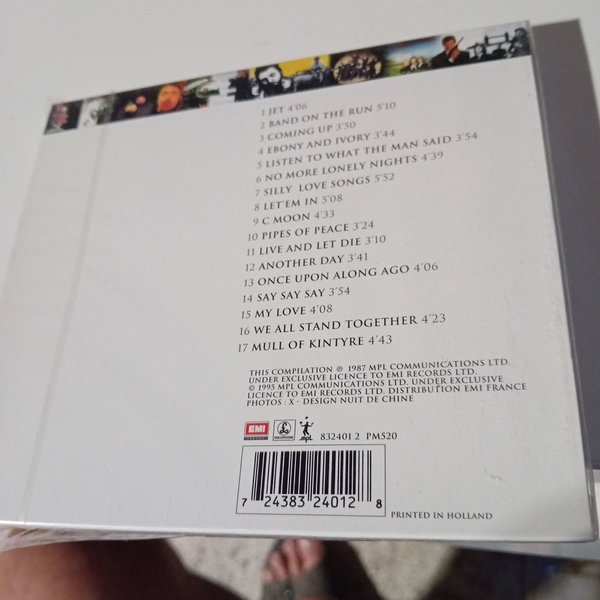 1 JET 4'06
2 BAND ON THE RUN 5'10
3 COMING UP 3'50
4 EBONY AND IVORY 3'44
5 LISTEN TO WHAT THE MAN SAID 3'54
6 NO MORE LONELY NIGHTS 4'39
7 SILLY LOVE SONGS 5'52
8 LET'EM IN 5'08
9 C MOON 4'33
10 PIPES OF PEACE 3'24
11 LIVE AND LET DIE 3'10
12 ANOTHER DAY 3'41
13 ONCE UPON ALONG AGO 4'06
14 SAY SAY SAY 3'54
15 MY LOVE 4'08
16 WE ALL STAND TOGETHER 4'23
17 MULL OF KINTYRE 4'43
THIS COMPILATION ℗ 1987 MPL COMMUNICATIONS LTD.
UNDER EXCLUSIVE LICENCE TO EMI RECORDS LTD.
© 1995 MPL COMMUNICATIONS LTD. UNDER EXCLUSIVE
LICENCE TO EMI RECORDS LTD. DISTRIBUTION EMI FRANCE
PHOTOS : X - DESIGN NUIT DE CHINE
EMI MPL 832401 2 PM520
7 24383 24012 8
PRINTED IN HOLLAND